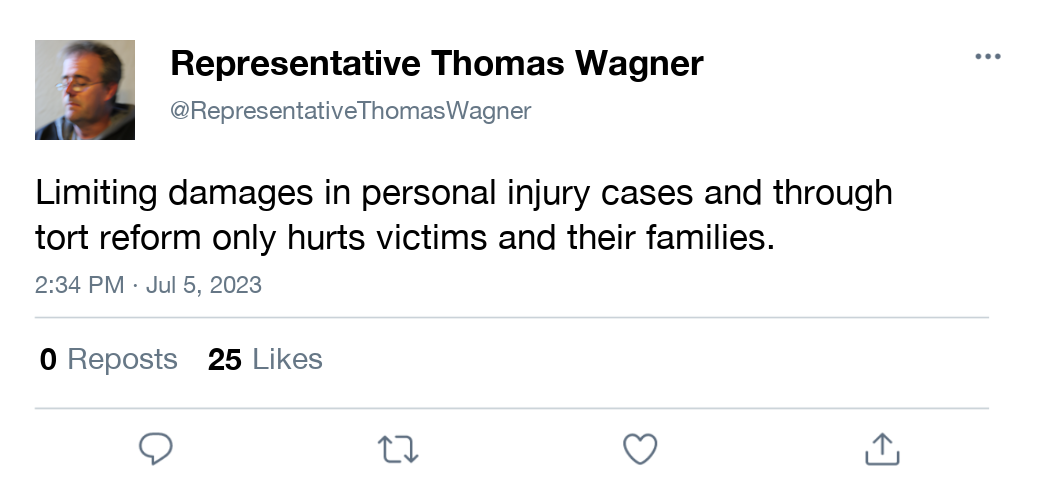 Representative Thomas Wagner
@RepresentativeThomasWagner
Limiting damages in personal injury cases and through
tort reform only hurts victims and their families.
2:34 PM · Jul 5, 2023
0 Reposts 25 Likes